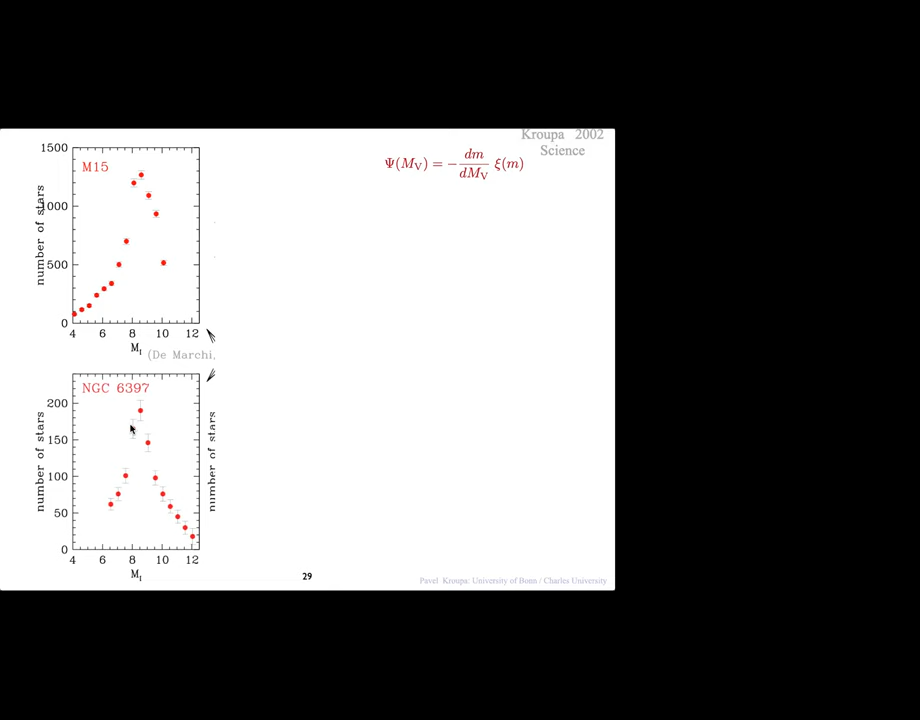 Kroupa 2002
Science
Ψ(M_V) = − dm/dM_V ξ(m)
M15
number of stars
1500
1000
500
0
4 6 8 10 12
M_I
(De Marchi,
NGC 6397
number of stars
number of stars
200
150
100
50
0
4 6 8 10 12
M_I
29
Pavel Kroupa: University of Bonn / Charles University